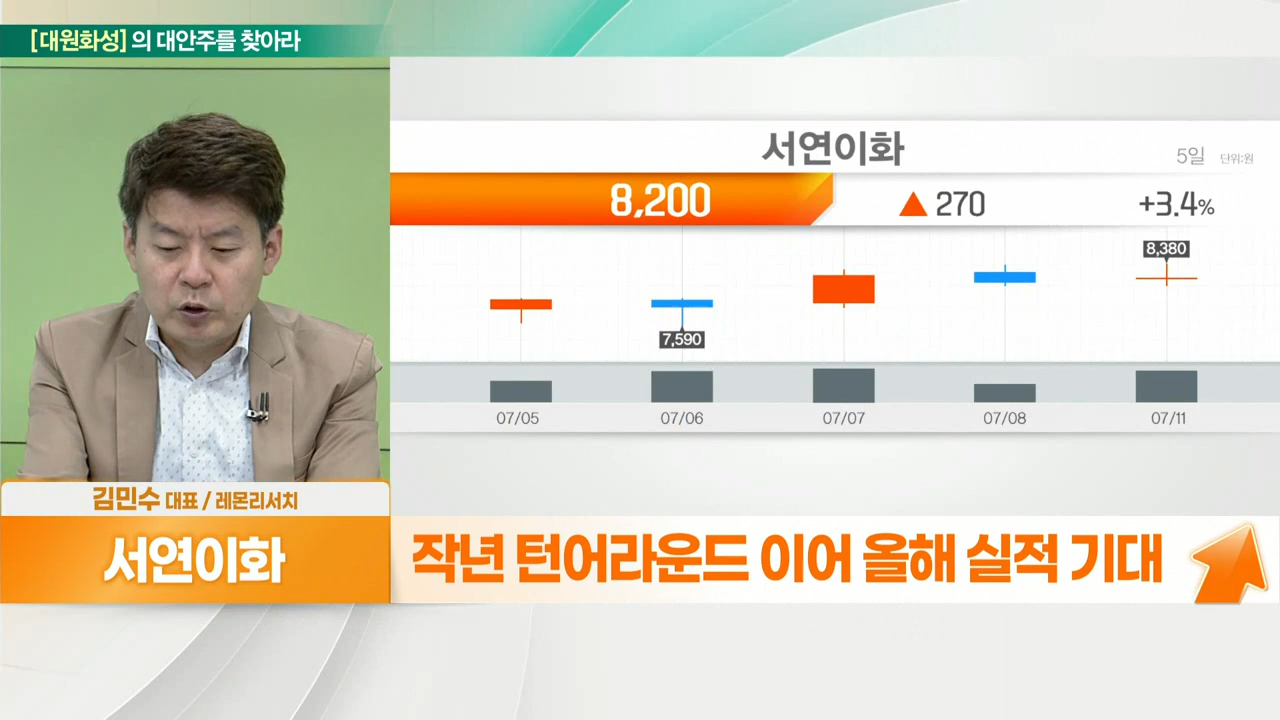 [대원화성]의 대안주를 찾아라
서연이화
5일 단위:원
8,200 ▲ 270 +3.4%
8,380
7,590
07/05 07/06 07/07 07/08 07/11
김민수 대표 / 레몬리서치
서연이화
작년 턴어라운드 이어 올해 실적 기대